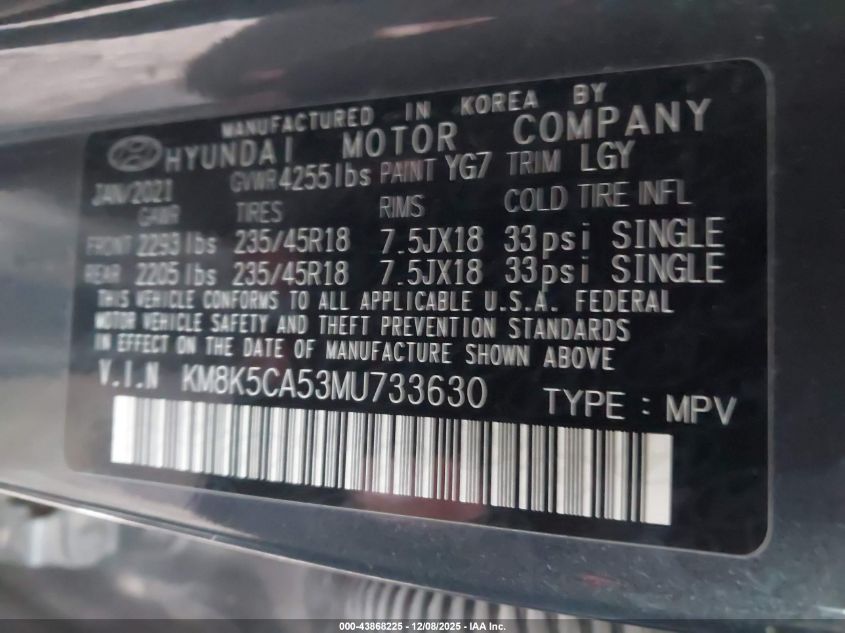 MANUFACTURED IN KOREA BY
HYUNDAI MOTOR COMPANY
JAN/2021 GVWR 4255lbs PAINT YG7 TRIM LGY
GAWR TIRES RIMS COLD TIRE INFL
FRONT 2293lbs 235/45R18 7.5JX18 33psi SINGLE
REAR 2205lbs 235/45R18 7.5JX18 33psi SINGLE
THIS VEHICLE CONFORMS TO ALL APPLICABLE U.S.A. FEDERAL
MOTOR VEHICLE SAFETY AND THEFT PREVENTION STANDARDS
IN EFFECT ON THE DATE OF MANUFACTURE SHOWN ABOVE
V.I.N KM8K5CA53MU733630 TYPE : MPV
000-43868225 - 12/08/2025 - IAA Inc.